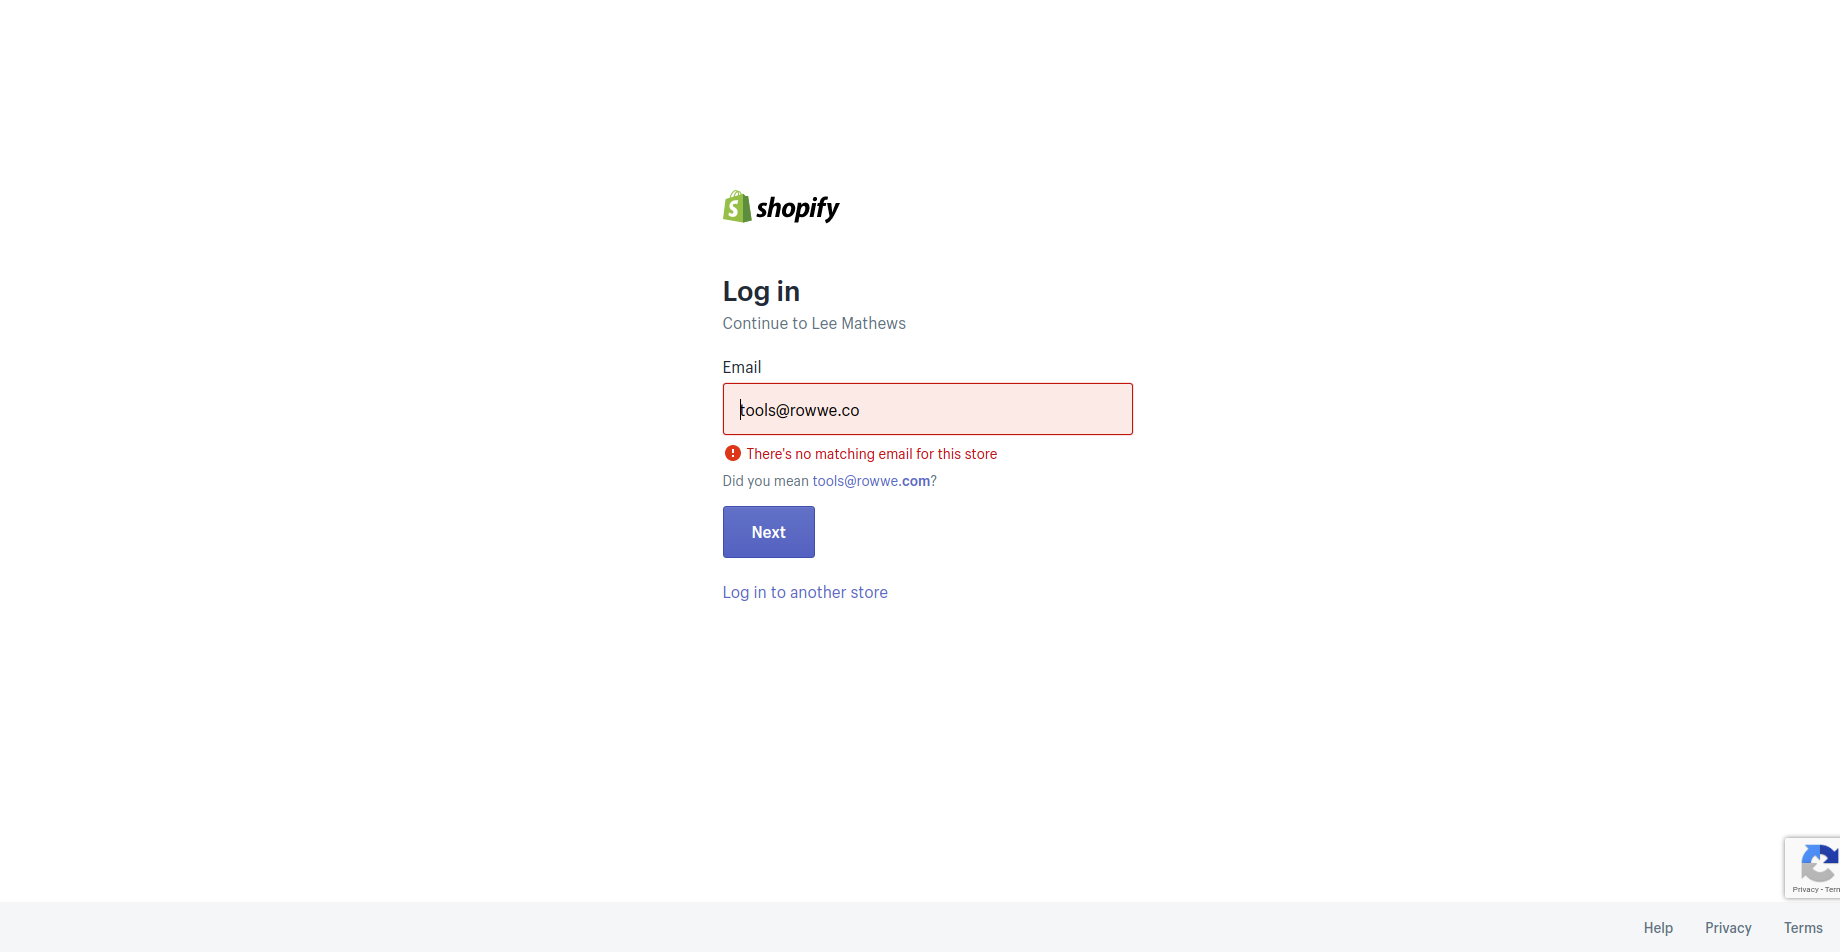 shopify
Log in
Continue to Lee Mathews
Email
tools@rowwe.co
There's no matching email for this store
Did you mean tools@rowwe.com?
Next
Log in to another store
Privacy - Tern
Help Privacy Terms